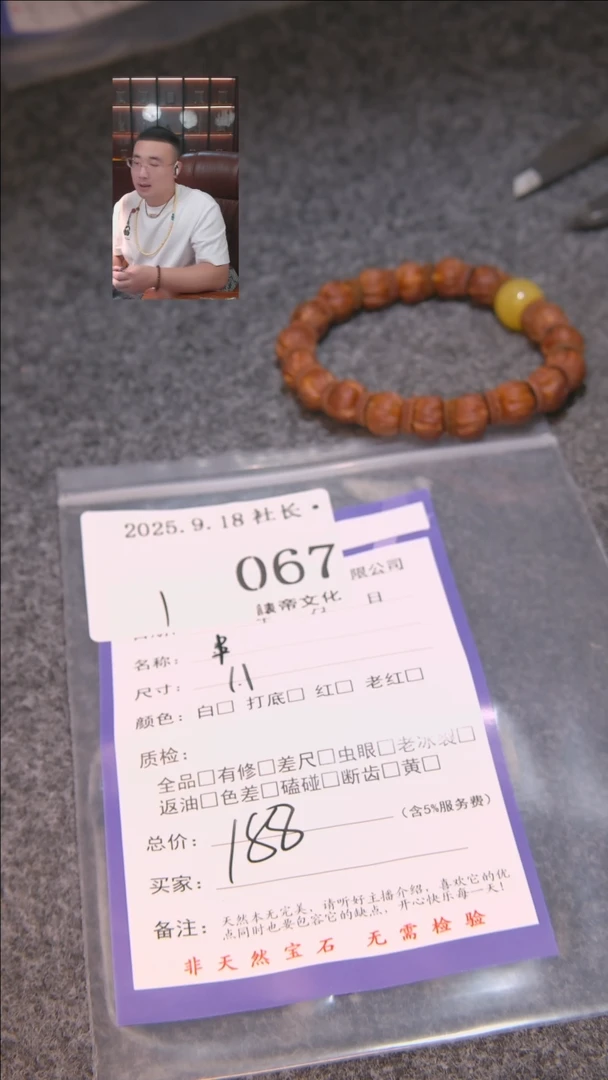 2025.9.18 社长
067
限公司
帝文化
日
名称: 串
尺寸: 11
颜色: 白□ 打底□ 红□ 老红□
质检:
全品□有修□差尺□虫眼□老冰裂□
返油□色差□磕碰□断齿□黄□
总价: 188 (含5%服务费)
买家:
备注: 天然本无完美, 请听好主播介绍, 喜欢它的优
点同时也要包容它的缺点, 开心快乐每一天!
非天然宝石 无需检验